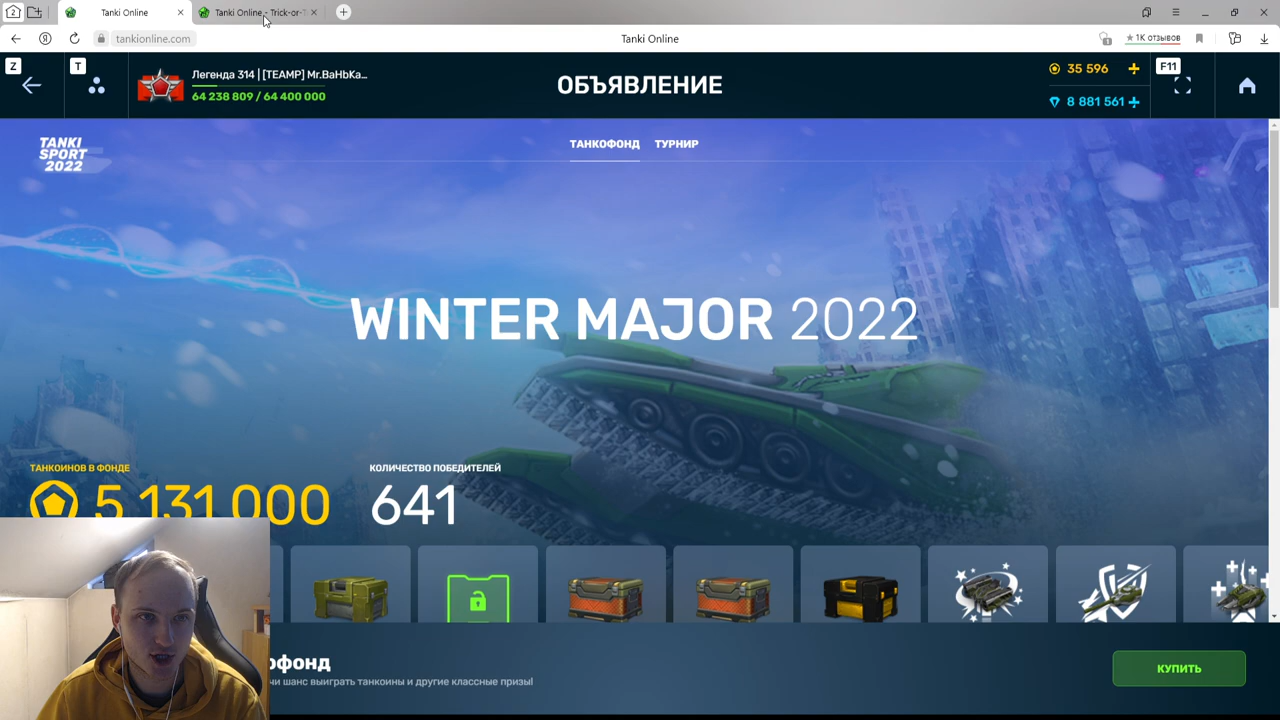 2
Tanki Online
Tanki Online - Trick-or-T
tankionline.com
Tanki Online
1К отзывов
Z
T
Легенда 314 | [TEAMP] Mr.BaHbKa...
64 238 809 / 64 400 000
ОБЪЯВЛЕНИЕ
35 596
8 881 561
F11
TANKI
SPORT
2022
ТАНКОФОНД
ТУРНИР
WINTER MAJOR 2022
ТАНКОИНОВ В ФОНДЕ
5 131 000
КОЛИЧЕСТВО ПОБЕДИТЕЛЕЙ
641
офонд
чи шанс выиграть танкоины и другие классные призы!
КУПИТЬ